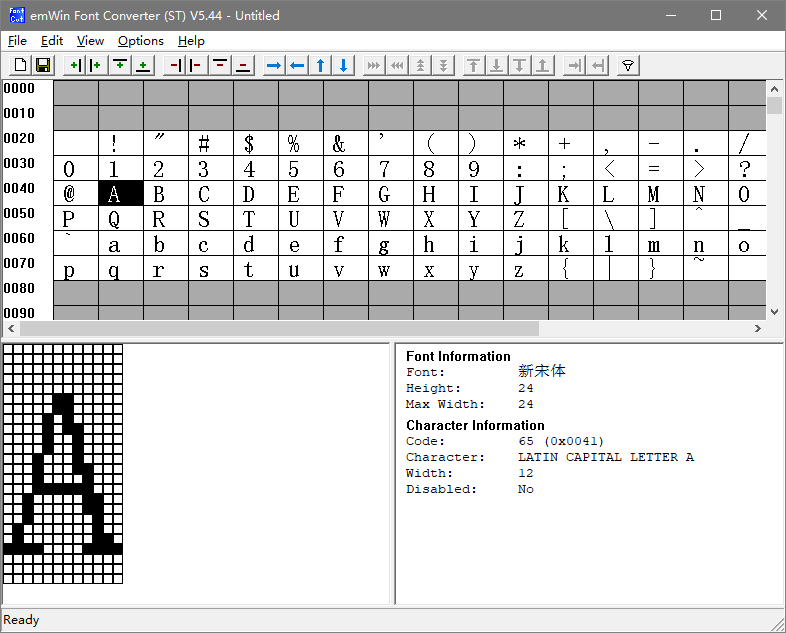 emWin Font Converter (ST) V5.44 - Untitled
File Edit View Options Help
0000
0010
0020 ! " # $ % & ' ( ) * + , - . /
0030 0 1 2 3 4 5 6 7 8 9 : ; < = > ?
0040 @ A B C D E F G H I J K L M N O
0050 P Q R S T U V W X Y Z [ \ ] ^ _
0060 ` a b c d e f g h i j k l m n o
0070 p q r s t u v w x y z { | } ~
0080
0090
Font Information
Font: 新宋体
Height: 24
Max Width: 24
Character Information
Code: 65 (0x0041)
Character: LATIN CAPITAL LETTER A
Width: 12
Disabled: No
Ready